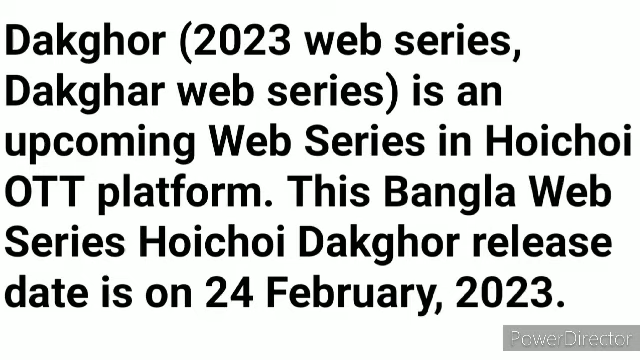 Dakghor (2023 web series,
Dakghar web series) is an
upcoming Web Series in Hoichoi
OTT platform. This Bangla Web
Series Hoichoi Dakghor release
date is on 24 February, 2023.
PowerDirector